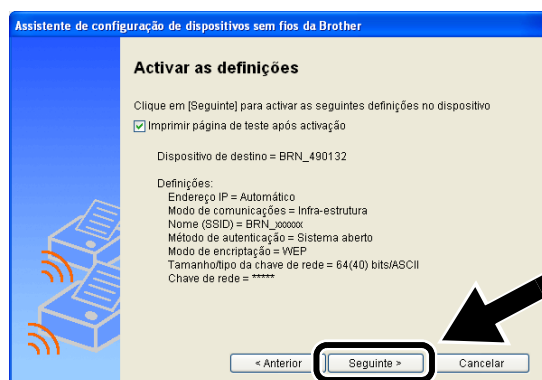 Assistente de configuração de dispositivos sem fios da Brother
Activar as definições
Clique em [Seguinte] para activar as seguintes definições no dispositivo
Imprimir página de teste após activação
Dispositivo de destino = BRN_490132
Definições:
Endereço IP = Automático
Modo de comunicações = Infra-estrutura
Nome (SSID) = BRN_xxxxxx
Método de autenticação = Sistema aberto
Modo de encriptação = WEP
Tamanho/tipo da chave de rede = 64(40) bits/ASCII
Chave de rede = *****
< Anterior Seguinte > Cancelar